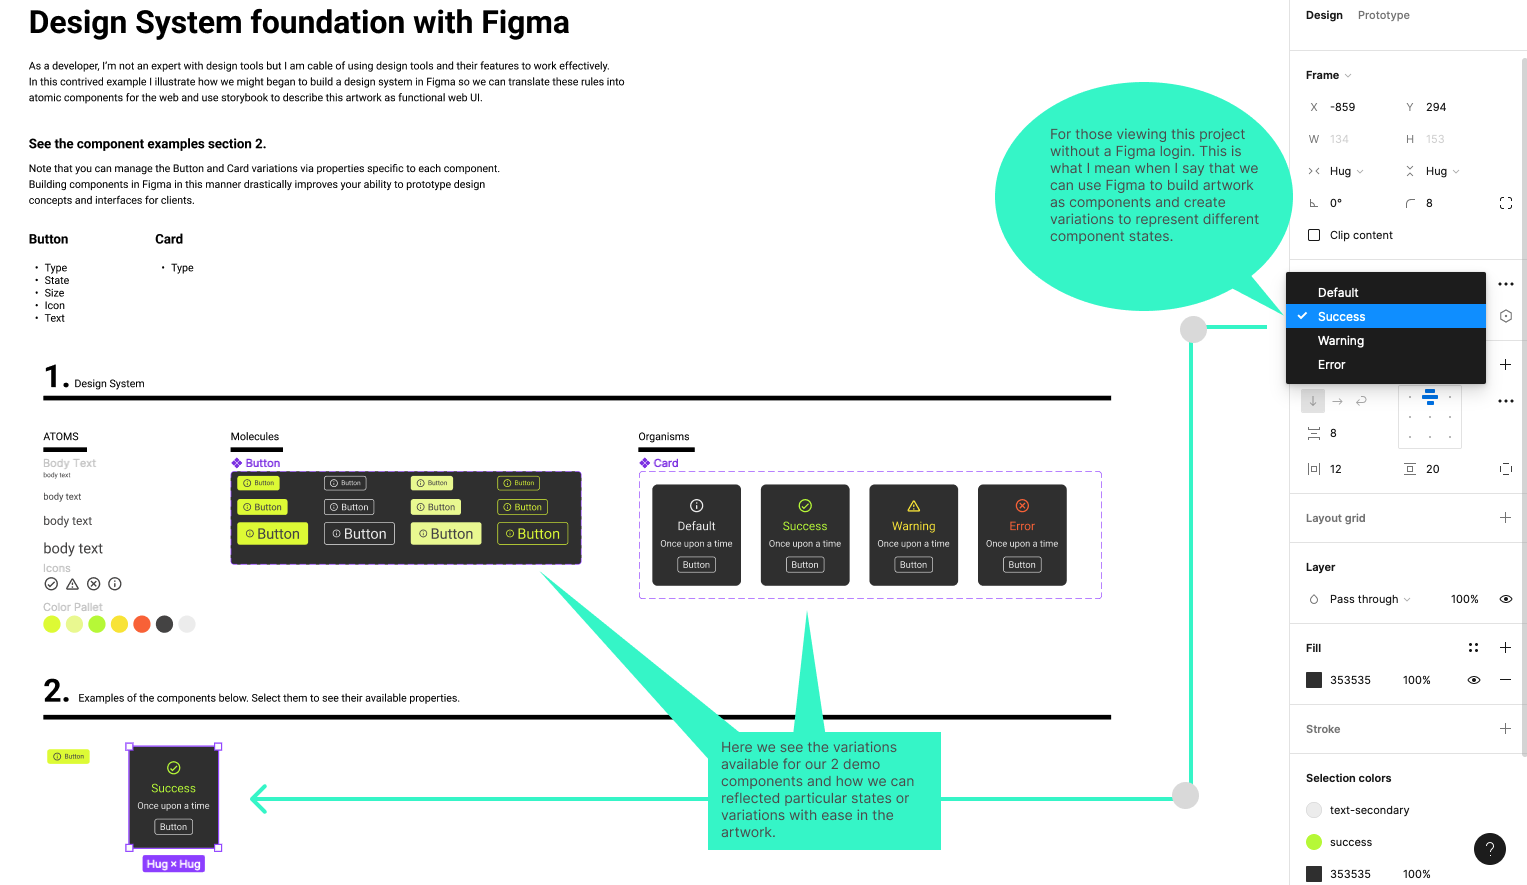 Design System foundation with Figma
As a developer, I'm not an expert with design tools but I am cable of using design tools and their features to work effectively.
In this contrived example I illustrate how we might began to build a design system in Figma so we can translate these rules into
atomic components for the web and use storybook to describe this artwork as functional web UI.
See the component examples section 2.
Note that you can manage the Button and Card variations via properties specific to each component.
Building components in Figma in this manner drastically improves your ability to prototype design
concepts and interfaces for clients.
Button
• Type
• State
• Size
• Icon
• Text
Card
• Type
For those viewing this project
without a Figma login. This is
what I mean when I say that we
can use Figma to build artwork
as components and create
variations to represent different
component states.
1. Design System
ATOMS
Body Text
body text
body text
body text
body text
Icons
Color Pallet
Molecules
Button
Button Button Button Button
Button Button Button Button
Button Button Button Button
Organisms
Card
Default
Once upon a time
Button
Success
Once upon a time
Button
Warning
Once upon a time
Button
Error
Once upon a time
Button
2. Examples of the components below. Select them to see their available properties.
Button
Success
Once upon a time
Button
Hug × Hug
Here we see the variations
available for our 2 demo
components and how we can
reflected particular states or
variations with ease in the
artwork.
Design Prototype
Frame
X -859 Y 294
W 134 H 153
Hug Hug
0° 8
Clip content
Default
Success
Warning
Error
8
12 20
Layout grid
Layer
Pass through 100%
Fill
353535 100%
Stroke
Selection colors
text-secondary
success
?
353535 100%